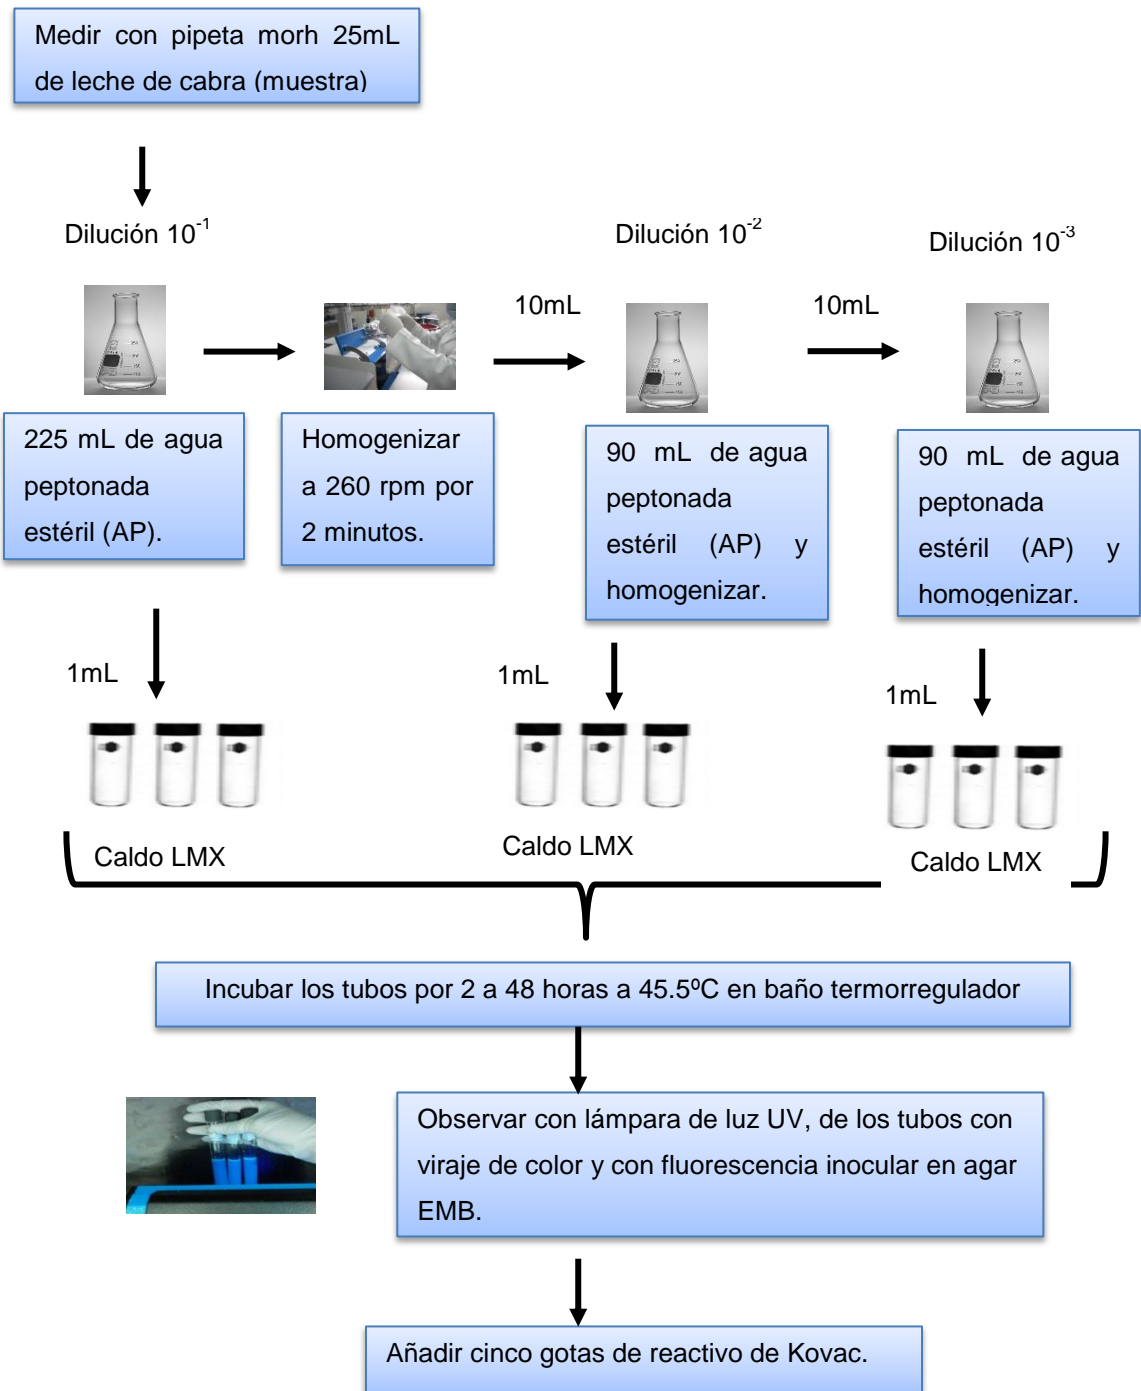 Medir con pipeta morh 25mL
de leche de cabra (muestra)
Dilución 10-1
Dilución 10-2
Dilución 10-3
10mL
10mL
225 mL de agua
peptonada
estéril (AP).
Homogenizar
a 260 rpm por
2 minutos.
90 mL de agua
peptonada
estéril (AP) y
homogenizar.
90 mL de agua
peptonada
estéril (AP) y
homogenizar.
1mL
1mL
1mL
Caldo LMX
Caldo LMX
Caldo LMX
Incubar los tubos por 2 a 48 horas a 45.5ºC en baño termorregulador
Observar con lámpara de luz UV, de los tubos con
viraje de color y con fluorescencia inocular en agar
EMB.
Añadir cinco gotas de reactivo de Kovac.